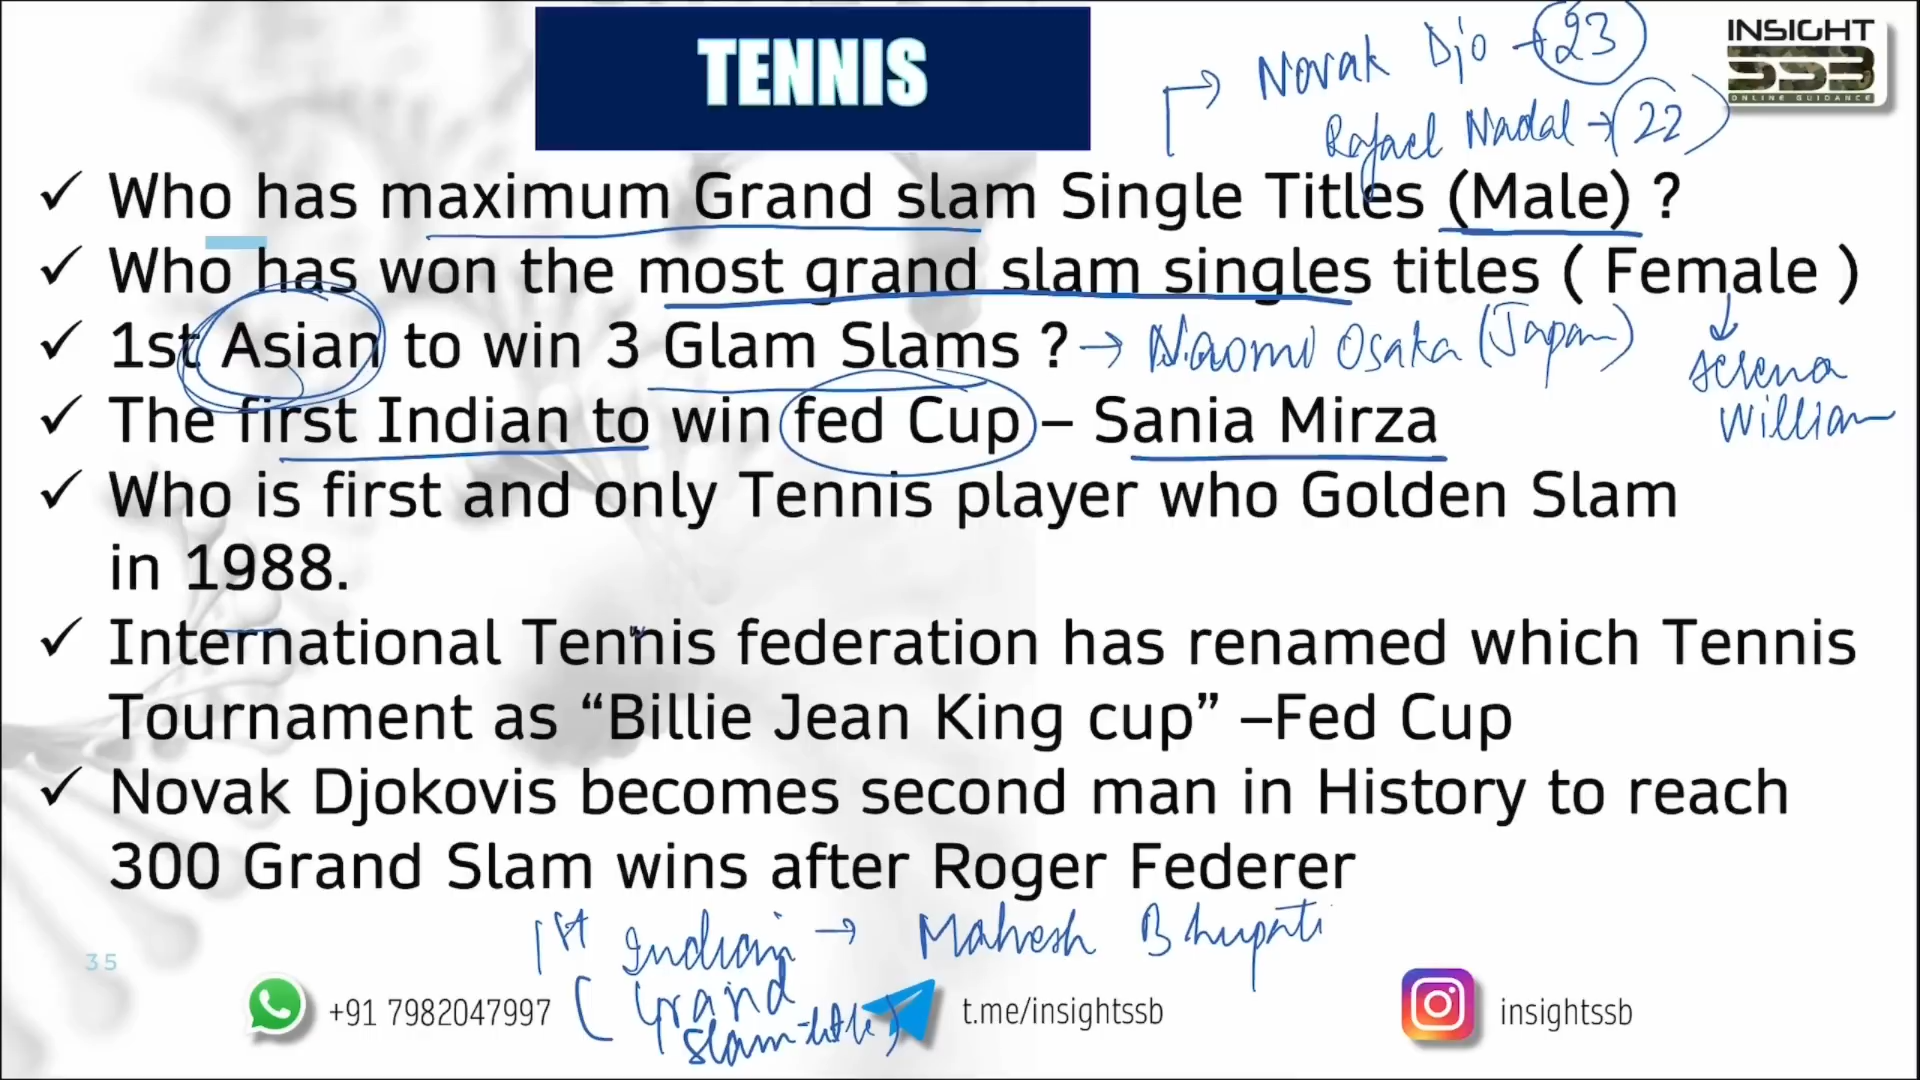 TENNIS
Novak Djo → 23
Rafael Nadal → 22
INSIGHT
SSB
ONLINE GUIDANCE
✓ Who has maximum Grand slam Single Titles (Male) ?
✓ Who has won the most grand slam singles titles ( Female )
✓ 1st Asian to win 3 Glam Slams ? → Naomi Osaka (Japan)
Serena
William
✓ The first Indian to win fed Cup – Sania Mirza
✓ Who is first and only Tennis player who Golden Slam
in 1988.
✓ International Tennis federation has renamed which Tennis
Tournament as “Billie Jean King cup” –Fed Cup
✓ Novak Djokovis becomes second man in History to reach
300 Grand Slam wins after Roger Federer
1st Indian → Mahesh Bhupati
(Grand
slam-title)
35
+91 7982047997
t.me/insightssb
insightssb